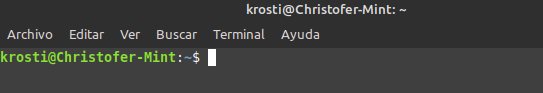 krosti@Christofer-Mint: ~
Archivo Editar Ver Buscar Terminal Ayuda
krosti@Christofer-Mint:~$